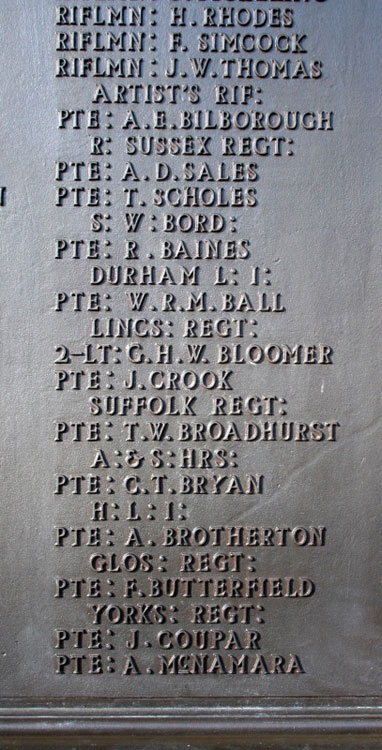 RIFLMN: H. RHODES
RIFLMN: F. SIMCOCK
RIFLMN: J.W. THOMAS
ARTIST'S RIF:
PTE: A.E. BILBOROUGH
R: SUSSEX REGT:
PTE: A.D. SALES
PTE: T. SCHOLES
S: W: BORD:
PTE: R. BAINES
DURHAM L: I:
PTE: W.R.M. BALL
LINCS: REGT:
2-LT: G.H.W. BLOOMER
PTE: J. CROOK
SUFFOLK REGT:
PTE: T.W. BROADHURST
A: & S: HRS:
PTE: C.T. BRYAN
H: L: I:
PTE: A. BROTHERTON
GLOS: REGT:
PTE: F. BUTTERFIELD
YORKS: REGT:
PTE: J. COUPAR
PTE: A. McNAMARA